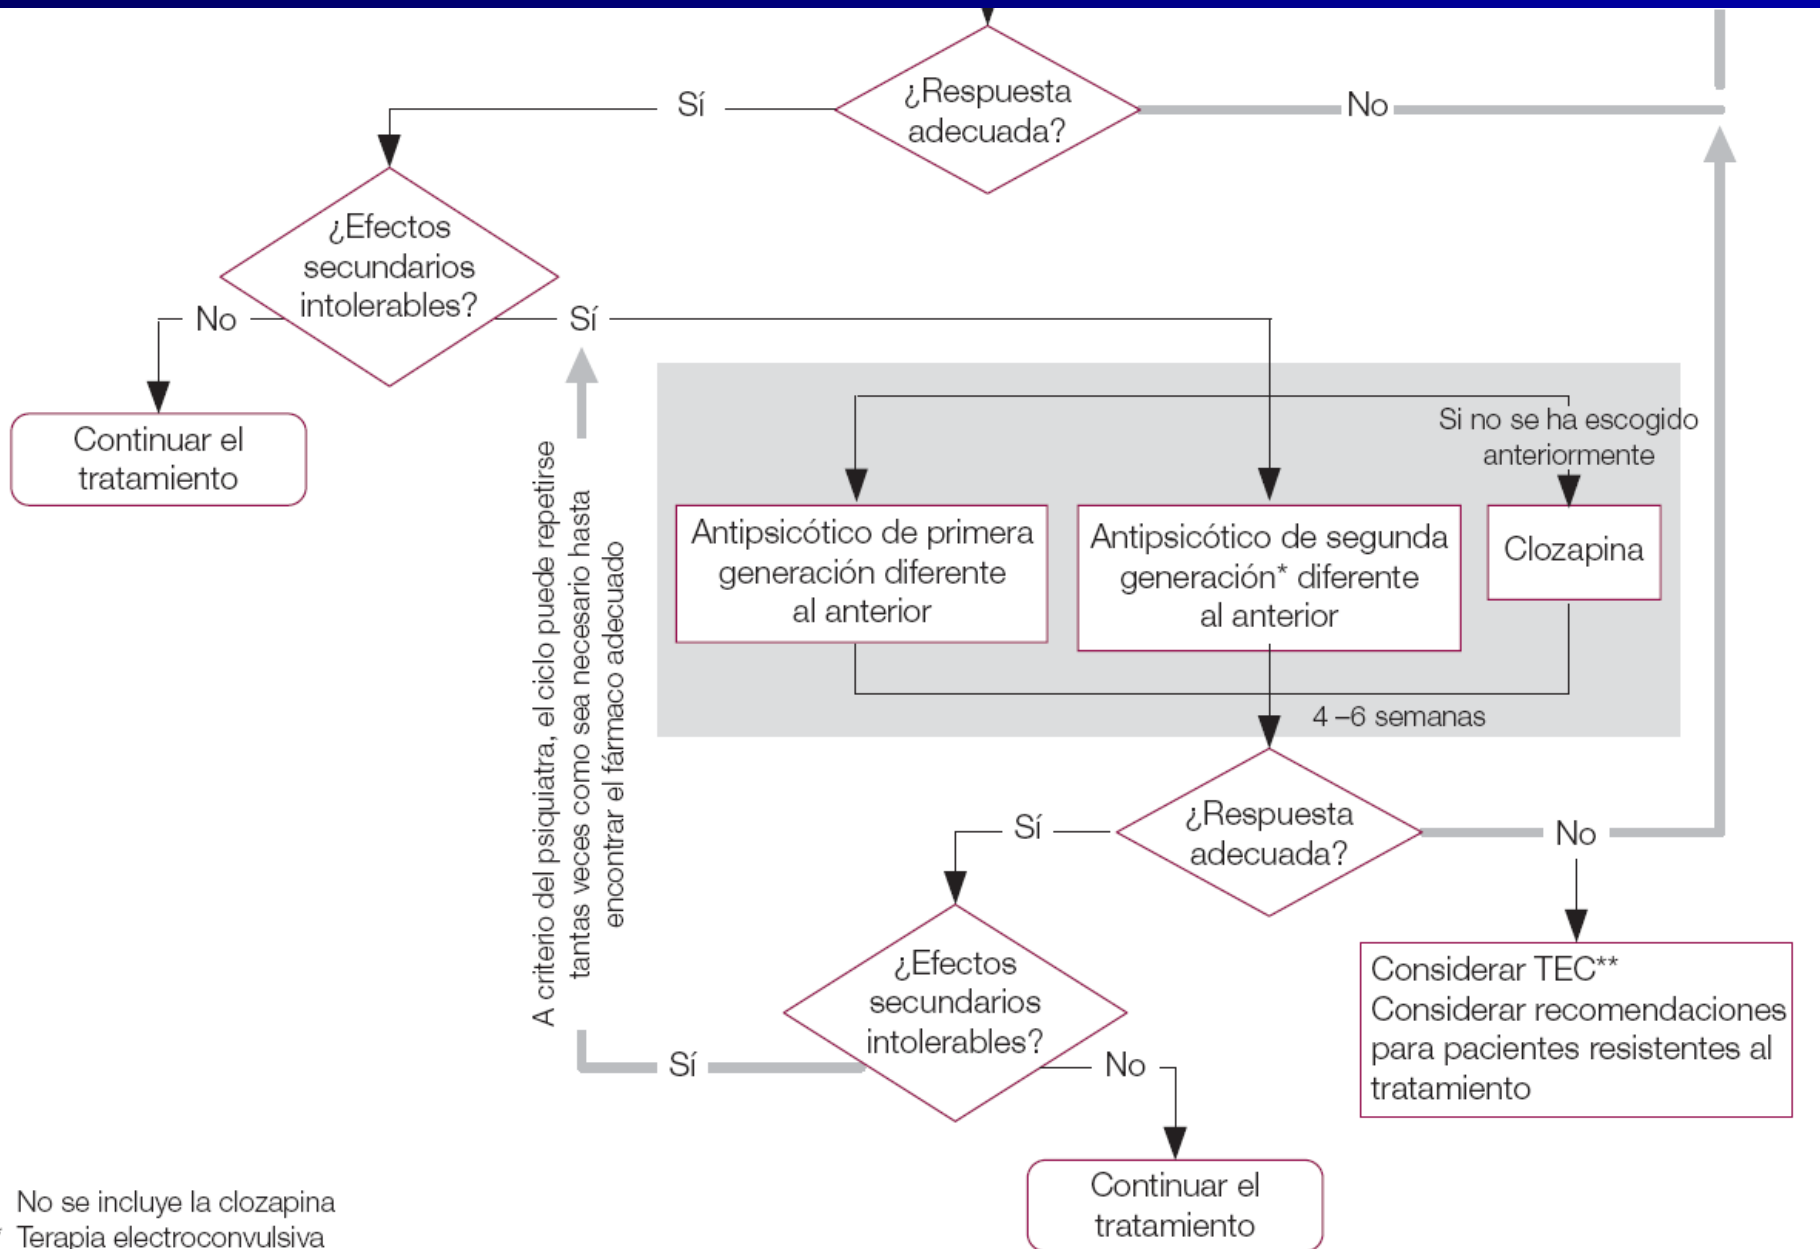 ¿Respuesta
adecuada?
Sí
No
¿Efectos
secundarios
intolerables?
No
Sí
Continuar el
tratamiento
A criterio del psiquiatra, el ciclo puede repetirse
tantas veces como sea necesario hasta
encontrar el fármaco adecuado
Si no se ha escogido
anteriormente
Antipsicótico de primera
generación diferente
al anterior
Antipsicótico de segunda
generación* diferente
al anterior
Clozapina
4 –6 semanas
¿Respuesta
adecuada?
Sí
No
¿Efectos
secundarios
intolerables?
Sí
No
Considerar TEC**
Considerar recomendaciones
para pacientes resistentes al
tratamiento
Continuar el
tratamiento
No se incluye la clozapina
* Terapia electroconvulsiva